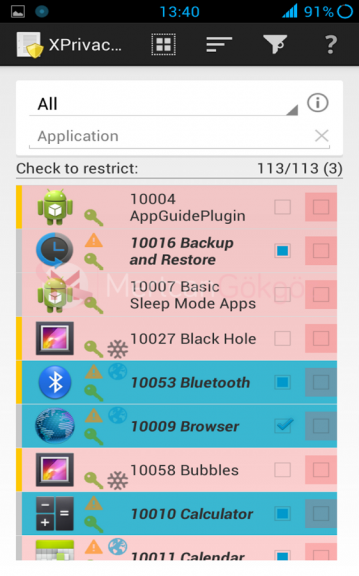 13:40
91%
XPrivac...
?
All
Application
Check to restrict: 113/113 (3)
10004
AppGuidePlugin
10016 Backup
and Restore
10007 Basic
Sleep Mode Apps
10027 Black Hole
10053 Bluetooth
10009 Browser
10058 Bubbles
10010 Calculator
10011 Calendar